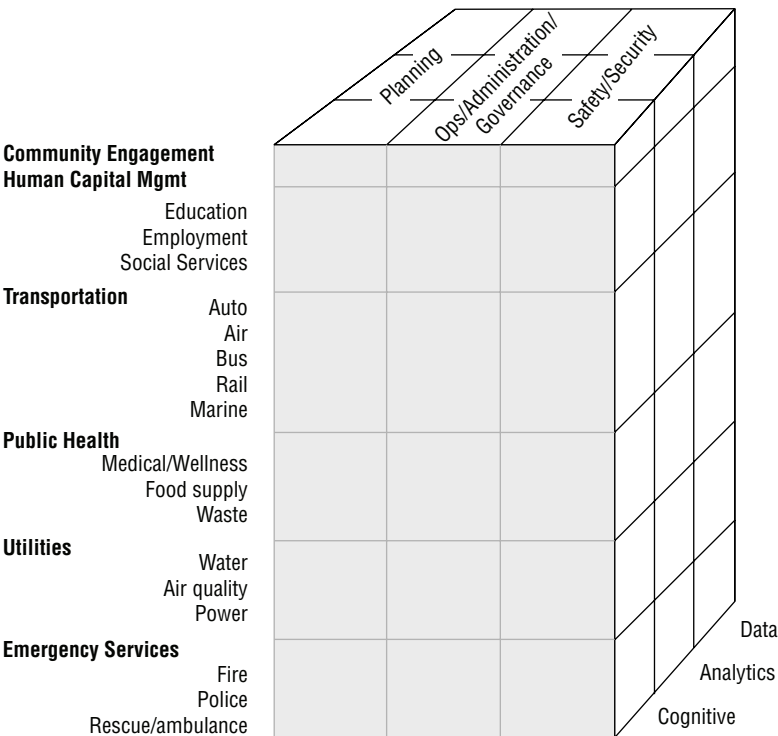 Planning
Ops/Administration/
Governance
Safety/Security
Community Engagement
Human Capital Mgmt
Education
Employment
Social Services
Transportation
Auto
Air
Bus
Rail
Marine
Public Health
Medical/Wellness
Food supply
Waste
Utilities
Water
Air quality
Power
Emergency Services
Fire
Police
Rescue/ambulance
Data
Analytics
Cognitive